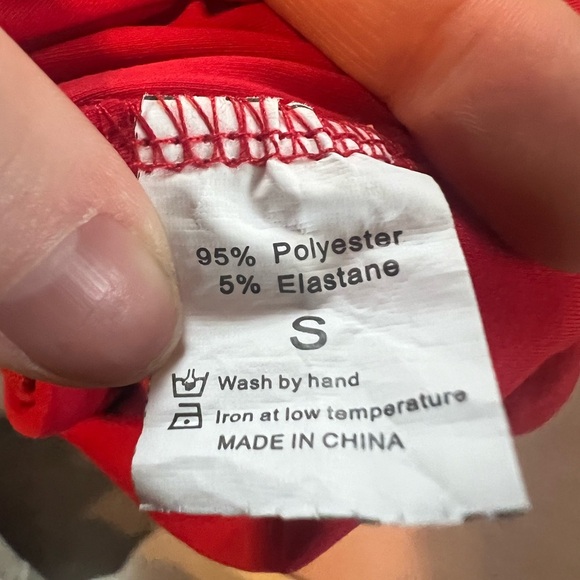 95% Polyester
5% Elastane
S
Wash by hand
Iron at low temperature
MADE IN CHINA